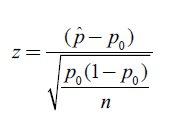 z = (p̂ − p₀) / √(p₀(1 − p₀) / n)